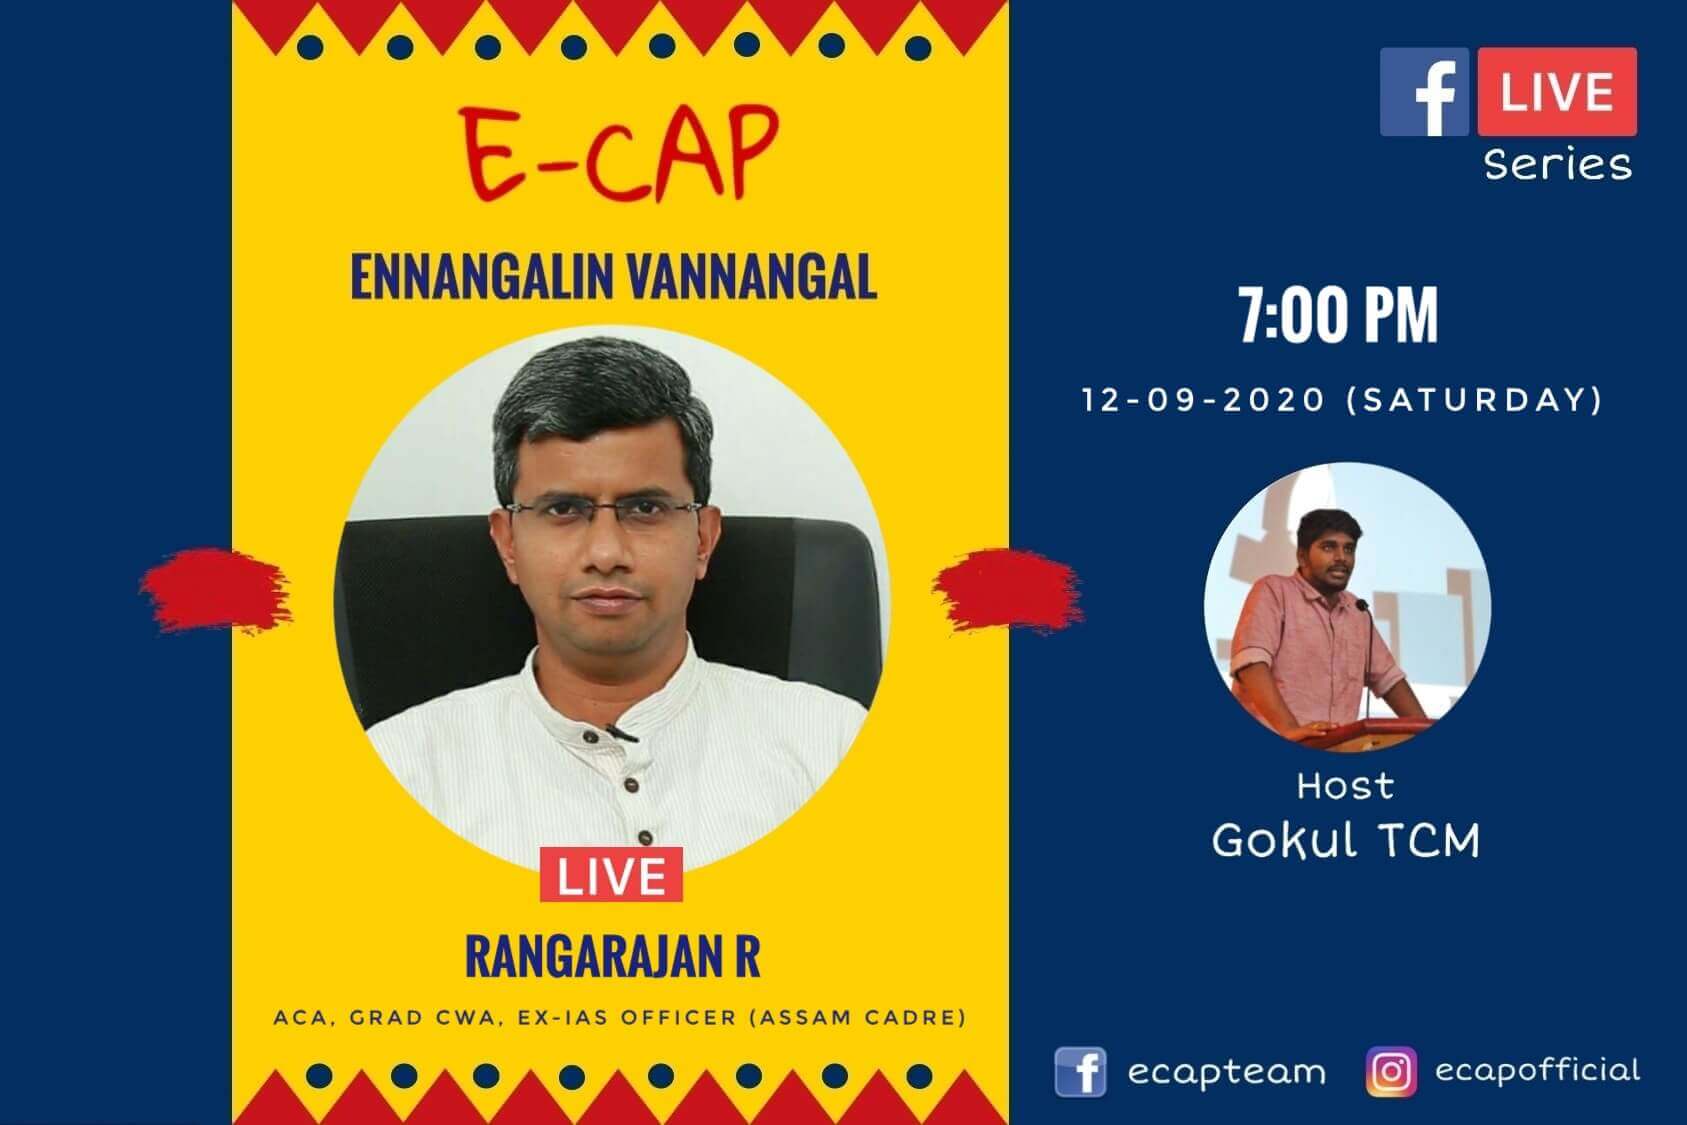 E-CAP
ENNANGALIN VANNANGAL
LIVE
RANGARAJAN R
ACA, GRAD CWA, EX-IAS OFFICER (ASSAM CADRE)
f LIVE
Series
7:00 PM
12-09-2020 (SATURDAY)
Host
Gokul TCM
f ecapteam ecapofficial